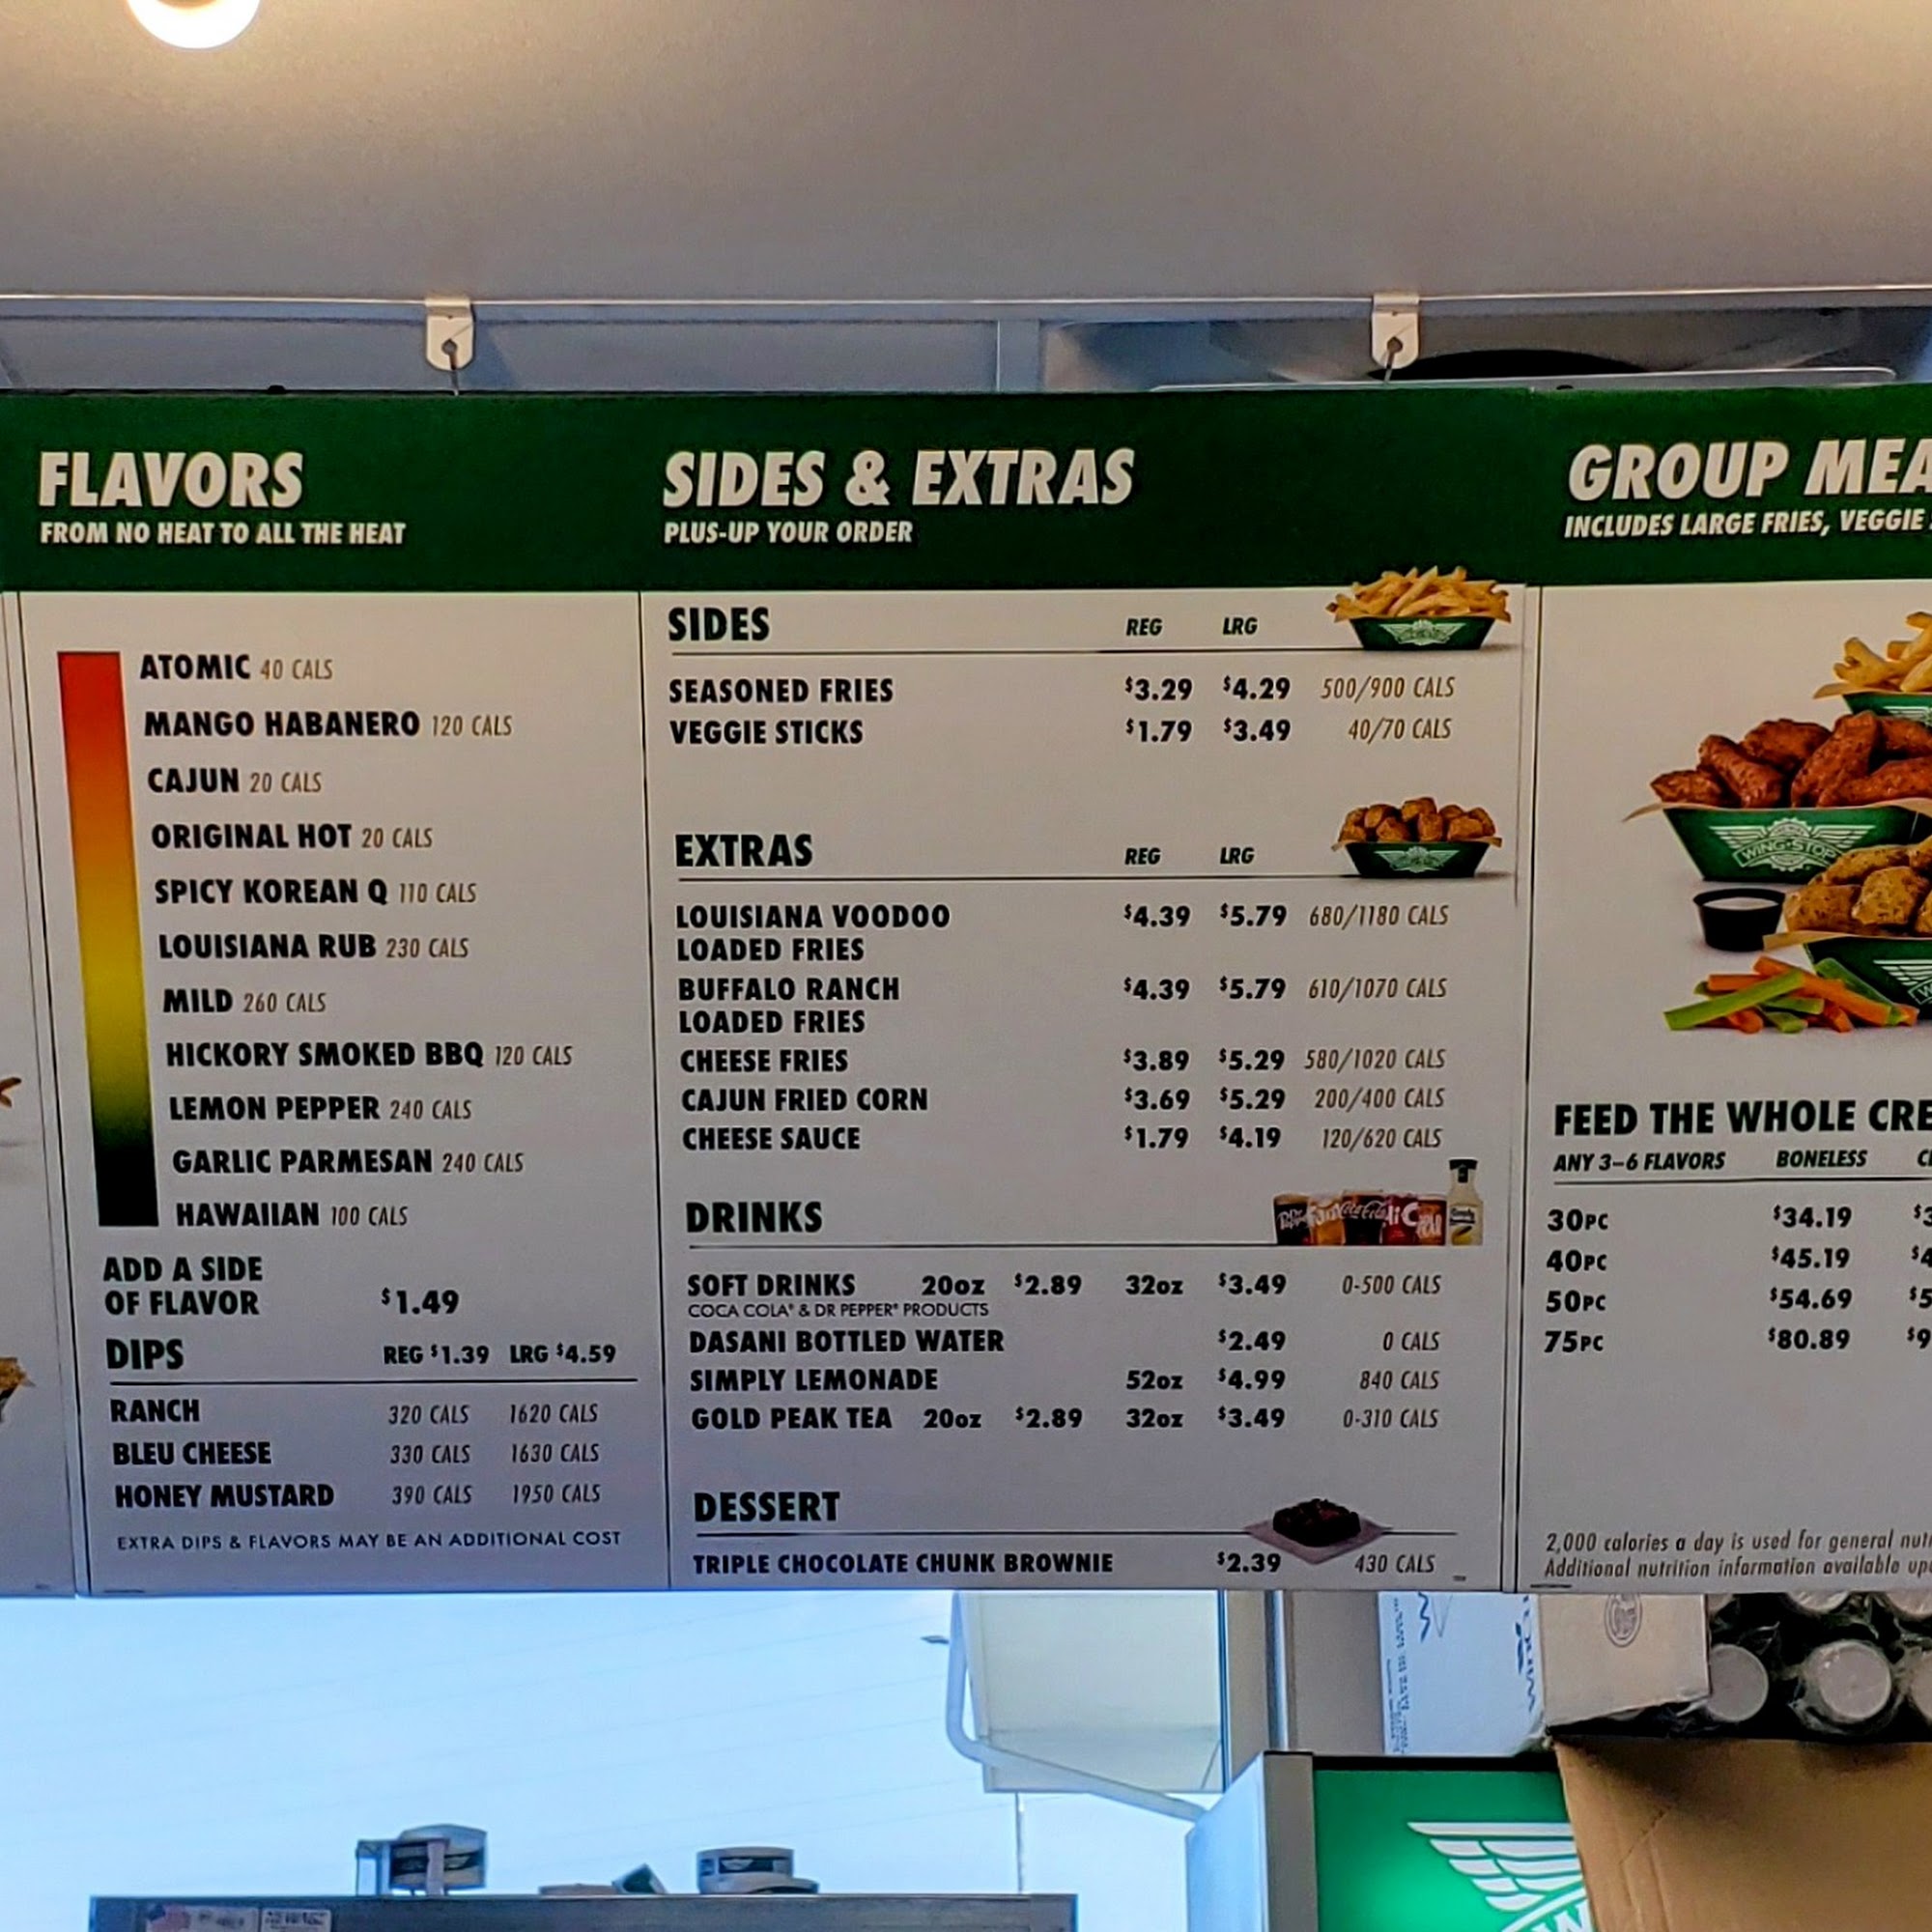 FLAVORS
FROM NO HEAT TO ALL THE HEAT
ATOMIC 40 CALS
MANGO HABANERO 120 CALS
CAJUN 20 CALS
ORIGINAL HOT 20 CALS
SPICY KOREAN Q 110 CALS
LOUISIANA RUB 230 CALS
MILD 260 CALS
HICKORY SMOKED BBQ 120 CALS
LEMON PEPPER 240 CALS
GARLIC PARMESAN 240 CALS
HAWAIIAN 100 CALS
ADD A SIDE
OF FLAVOR $1.49
DIPS REG $1.39 LRG $4.59
RANCH 320 CALS 1620 CALS
BLEU CHEESE 330 CALS 1630 CALS
HONEY MUSTARD 390 CALS 1950 CALS
EXTRA DIPS & FLAVORS MAY BE AN ADDITIONAL COST
SIDES & EXTRAS
PLUS-UP YOUR ORDER
SIDES REG LRG
SEASONED FRIES $3.29 $4.29 500/900 CALS
VEGGIE STICKS $1.79 $3.49 40/70 CALS
EXTRAS REG LRG
LOUISIANA VOODOO $4.39 $5.79 680/1180 CALS
LOADED FRIES
BUFFALO RANCH $4.39 $5.79 610/1070 CALS
LOADED FRIES
CHEESE FRIES $3.89 $5.29 580/1020 CALS
CAJUN FRIED CORN $3.69 $5.29 200/400 CALS
CHEESE SAUCE $1.79 $4.19 120/620 CALS
DRINKS
SOFT DRINKS 20oz $2.89 32oz $3.49 0-500 CALS
COCA COLA® & DR PEPPER® PRODUCTS
DASANI BOTTLED WATER $2.49 0 CALS
SIMPLY LEMONADE 52oz $4.99 840 CALS
GOLD PEAK TEA 20oz $2.89 32oz $3.49 0-310 CALS
DESSERT
TRIPLE CHOCOLATE CHUNK BROWNIE $2.39 430 CALS
GROUP MEA
INCLUDES LARGE FRIES, VEGGIE
WING★STOP
FEED THE WHOLE CRE
ANY 3-6 FLAVORS BONELESS
30PC $34.19
40PC $45.19
50PC $54.69
75PC $80.89
2,000 calories a day is used for general nutri
Additional nutrition information available upo